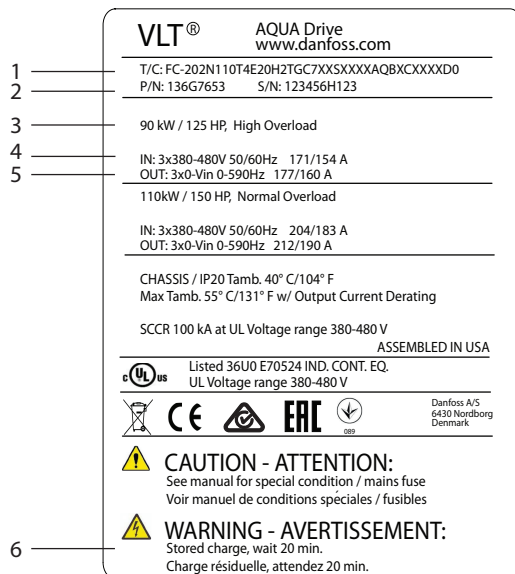 VLT® AQUA Drive
www.danfoss.com
1 T/C: FC-202N110T4E20H2TGC7XXSXXXXAQBXCXXXXD0
2 P/N: 136G7653 S/N: 123456H123
3 90 kW / 125 HP, High Overload
4 IN: 3x380-480V 50/60Hz 171/154 A
5 OUT: 3x0-Vin 0-590Hz 177/160 A
110kW / 150 HP, Normal Overload
IN: 3x380-480V 50/60Hz 204/183 A
OUT: 3x0-Vin 0-590Hz 212/190 A
CHASSIS / IP20 Tamb. 40° C/104° F
Max Tamb. 55° C/131° F w/ Output Current Derating
SCCR 100 kA at UL Voltage range 380-480 V
ASSEMBLED IN USA
c UL us Listed 36U0 E70524 IND. CONT. EQ.
UL Voltage range 380-480 V
CE EAC 089
Danfoss A/S
6430 Nordborg
Denmark
CAUTION - ATTENTION:
See manual for special condition / mains fuse
Voir manuel de conditions spéciales / fusibles
WARNING - AVERTISSEMENT:
6 Stored charge, wait 20 min.
Charge résiduelle, attendez 20 min.